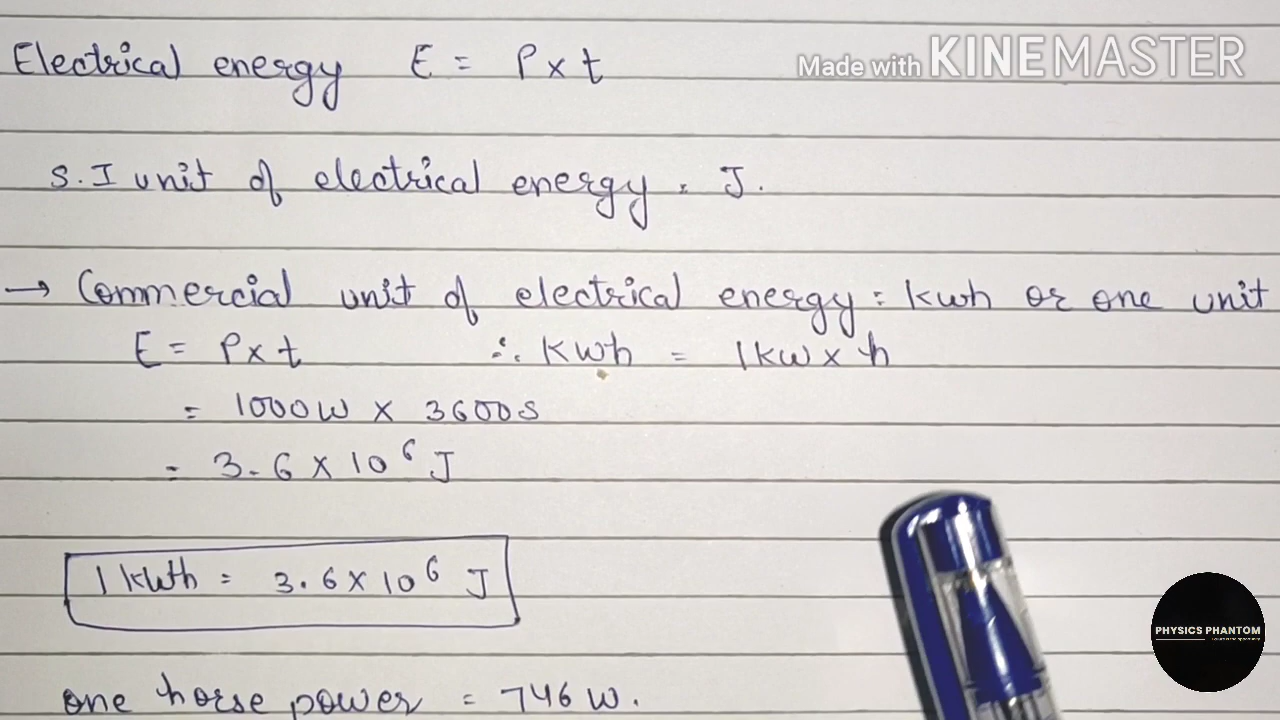 Electrical energy E = P x t
Made with KINEMASTER
S.I unit of electrical energy = J.
→ Commercial unit of electrical energy = kwh or one unit
E = P x t ∴ kwh = 1kw x h
= 1000w x 3600s
= 3.6 x 10⁶ J
1 kwh = 3.6 x 10⁶ J
PHYSICS PHANTOM
one horse power = 746 w.